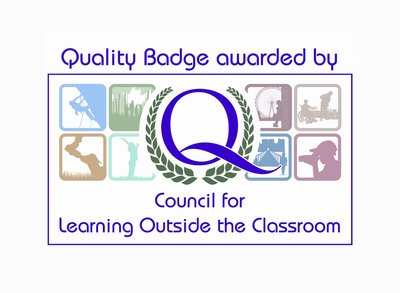 Quality Badge awarded by
Q
Council for
Learning Outside the Classroom